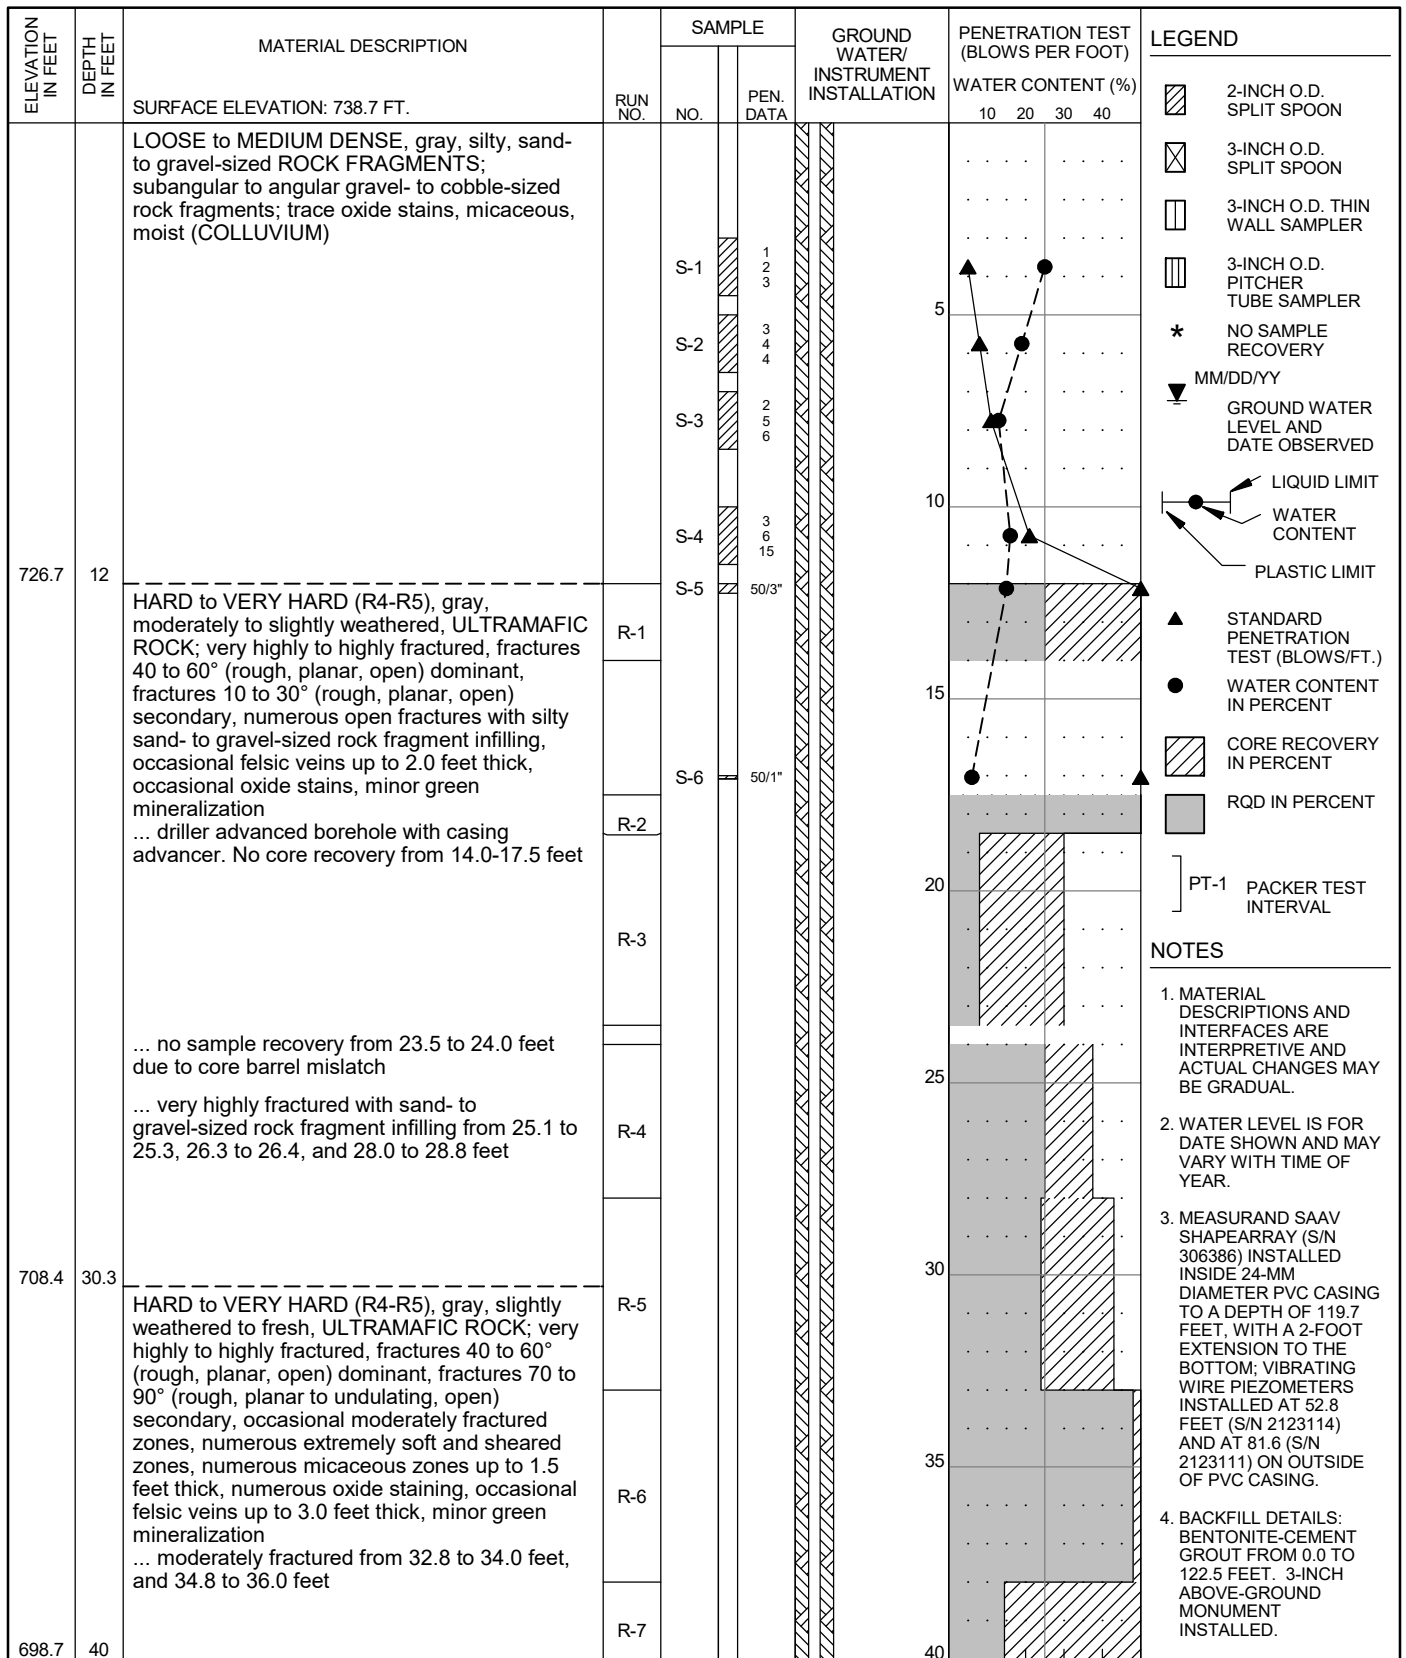 ELEVATION
IN FEET
DEPTH
IN FEET
MATERIAL DESCRIPTION
SURFACE ELEVATION: 738.7 FT.
RUN
NO.
SAMPLE
NO.
PEN.
DATA
GROUND
WATER/
INSTRUMENT
INSTALLATION
PENETRATION TEST
(BLOWS PER FOOT)
WATER CONTENT (%)
10 20 30 40
LOOSE to MEDIUM DENSE, gray, silty, sand-
to gravel-sized ROCK FRAGMENTS;
subangular to angular gravel- to cobble-sized
rock fragments; trace oxide stains, micaceous,
moist (COLLUVIUM)
S-1
1
2
3
5
S-2
3
4
4
S-3
2
5
6
10
S-4
3
6
15
726.7 12
S-5 50/3"
HARD to VERY HARD (R4-R5), gray,
moderately to slightly weathered, ULTRAMAFIC
ROCK; very highly to highly fractured, fractures
40 to 60° (rough, planar, open) dominant,
fractures 10 to 30° (rough, planar, open)
secondary, numerous open fractures with silty
sand- to gravel-sized rock fragment infilling,
occasional felsic veins up to 2.0 feet thick,
occasional oxide stains, minor green
mineralization
... driller advanced borehole with casing
advancer. No core recovery from 14.0-17.5 feet
R-1
15
S-6 50/1"
R-2
20
R-3
... no sample recovery from 23.5 to 24.0 feet
due to core barrel mislatch
... very highly fractured with sand- to
gravel-sized rock fragment infilling from 25.1 to
25.3, 26.3 to 26.4, and 28.0 to 28.8 feet
25
R-4
30
708.4 30.3
HARD to VERY HARD (R4-R5), gray, slightly
weathered to fresh, ULTRAMAFIC ROCK; very
highly to highly fractured, fractures 40 to 60°
(rough, planar, open) dominant, fractures 70 to
90° (rough, planar to undulating, open)
secondary, occasional moderately fractured
zones, numerous extremely soft and sheared
zones, numerous micaceous zones up to 1.5
feet thick, numerous oxide staining, occasional
felsic veins up to 3.0 feet thick, minor green
mineralization
... moderately fractured from 32.8 to 34.0 feet,
and 34.8 to 36.0 feet
R-5
35
R-6
R-7
698.7 40
40
LEGEND
2-INCH O.D.
SPLIT SPOON
3-INCH O.D.
SPLIT SPOON
3-INCH O.D. THIN
WALL SAMPLER
3-INCH O.D.
PITCHER
TUBE SAMPLER
* NO SAMPLE
RECOVERY
MM/DD/YY
GROUND WATER
LEVEL AND
DATE OBSERVED
LIQUID LIMIT
WATER
CONTENT
PLASTIC LIMIT
STANDARD
PENETRATION
TEST (BLOWS/FT.)
WATER CONTENT
IN PERCENT
CORE RECOVERY
IN PERCENT
RQD IN PERCENT
PT-1 PACKER TEST
INTERVAL
NOTES
1. MATERIAL
DESCRIPTIONS AND
INTERFACES ARE
INTERPRETIVE AND
ACTUAL CHANGES MAY
BE GRADUAL.
2. WATER LEVEL IS FOR
DATE SHOWN AND MAY
VARY WITH TIME OF
YEAR.
3. MEASURAND SAAV
SHAPEARRAY (S/N
306386) INSTALLED
INSIDE 24-MM
DIAMETER PVC CASING
TO A DEPTH OF 119.7
FEET, WITH A 2-FOOT
EXTENSION TO THE
BOTTOM; VIBRATING
WIRE PIEZOMETERS
INSTALLED AT 52.8
FEET (S/N 2123114)
AND AT 81.6 (S/N
2123111) ON OUTSIDE
OF PVC CASING.
4. BACKFILL DETAILS:
BENTONITE-CEMENT
GROUT FROM 0.0 TO
122.5 FEET. 3-INCH
ABOVE-GROUND
MONUMENT
INSTALLED.